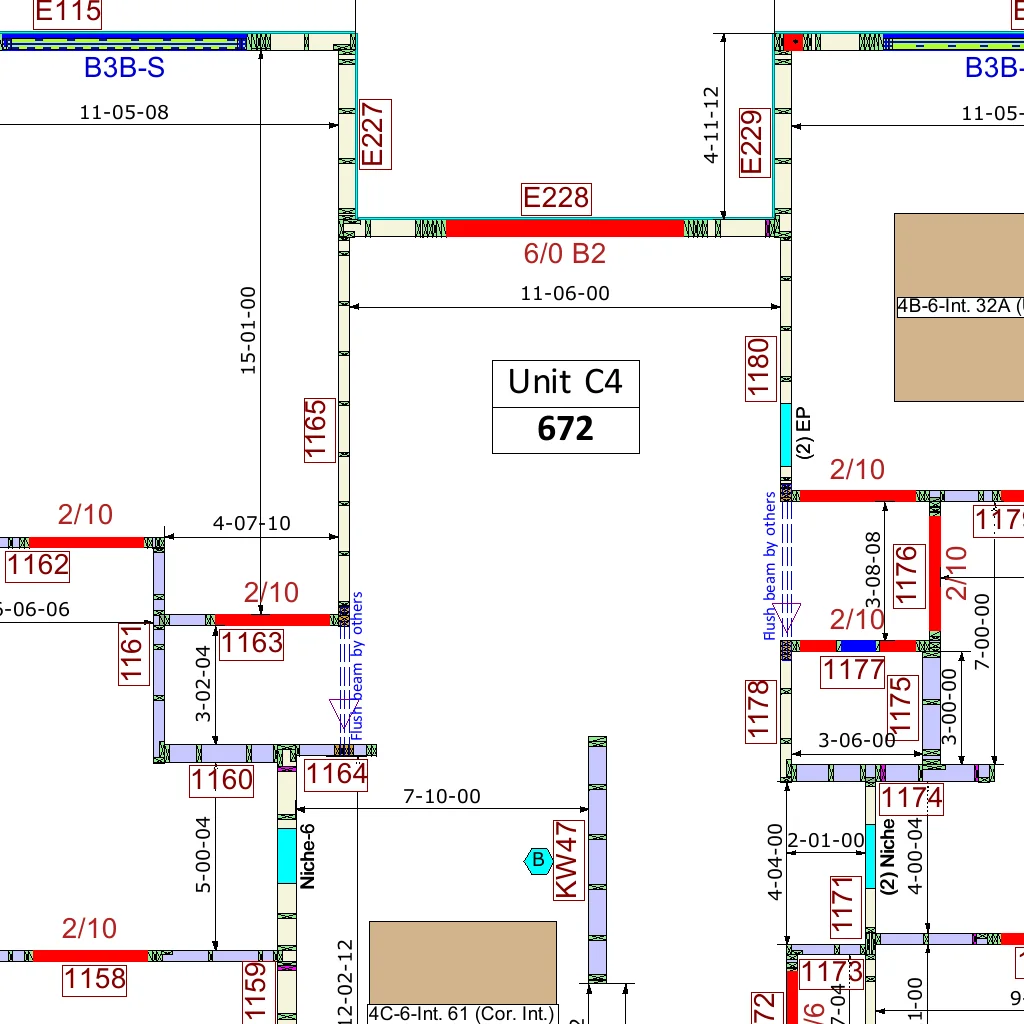 E115
B3B-S
B3B-
11-05-08
11-05-
E227
4-11-12
E229
E228
6/0 B2
11-06-00
15-01-00
4B-6-Int. 32A
1180
Unit C4
672
1165
(2) EP
2/10
2/10
4-07-10
1162
Flush beam by others
1179
3-08-08
1176
2/10
2/10
Flush beam by others
-06-06
2/10
7-00-00
1161
1163
1177
3-02-04
1178
1175
3-00-00
3-06-00
1160
1164
1174
7-10-00
5-00-04
Niche-6
B
KW47
4-04-00
2-01-00
(2) Niche
4-00-04
1171
2/10
1158
1159
12-02-12
4C-6-Int. 61 (Cor. Int.)
1173
72
/6
7-04
1-00
9-